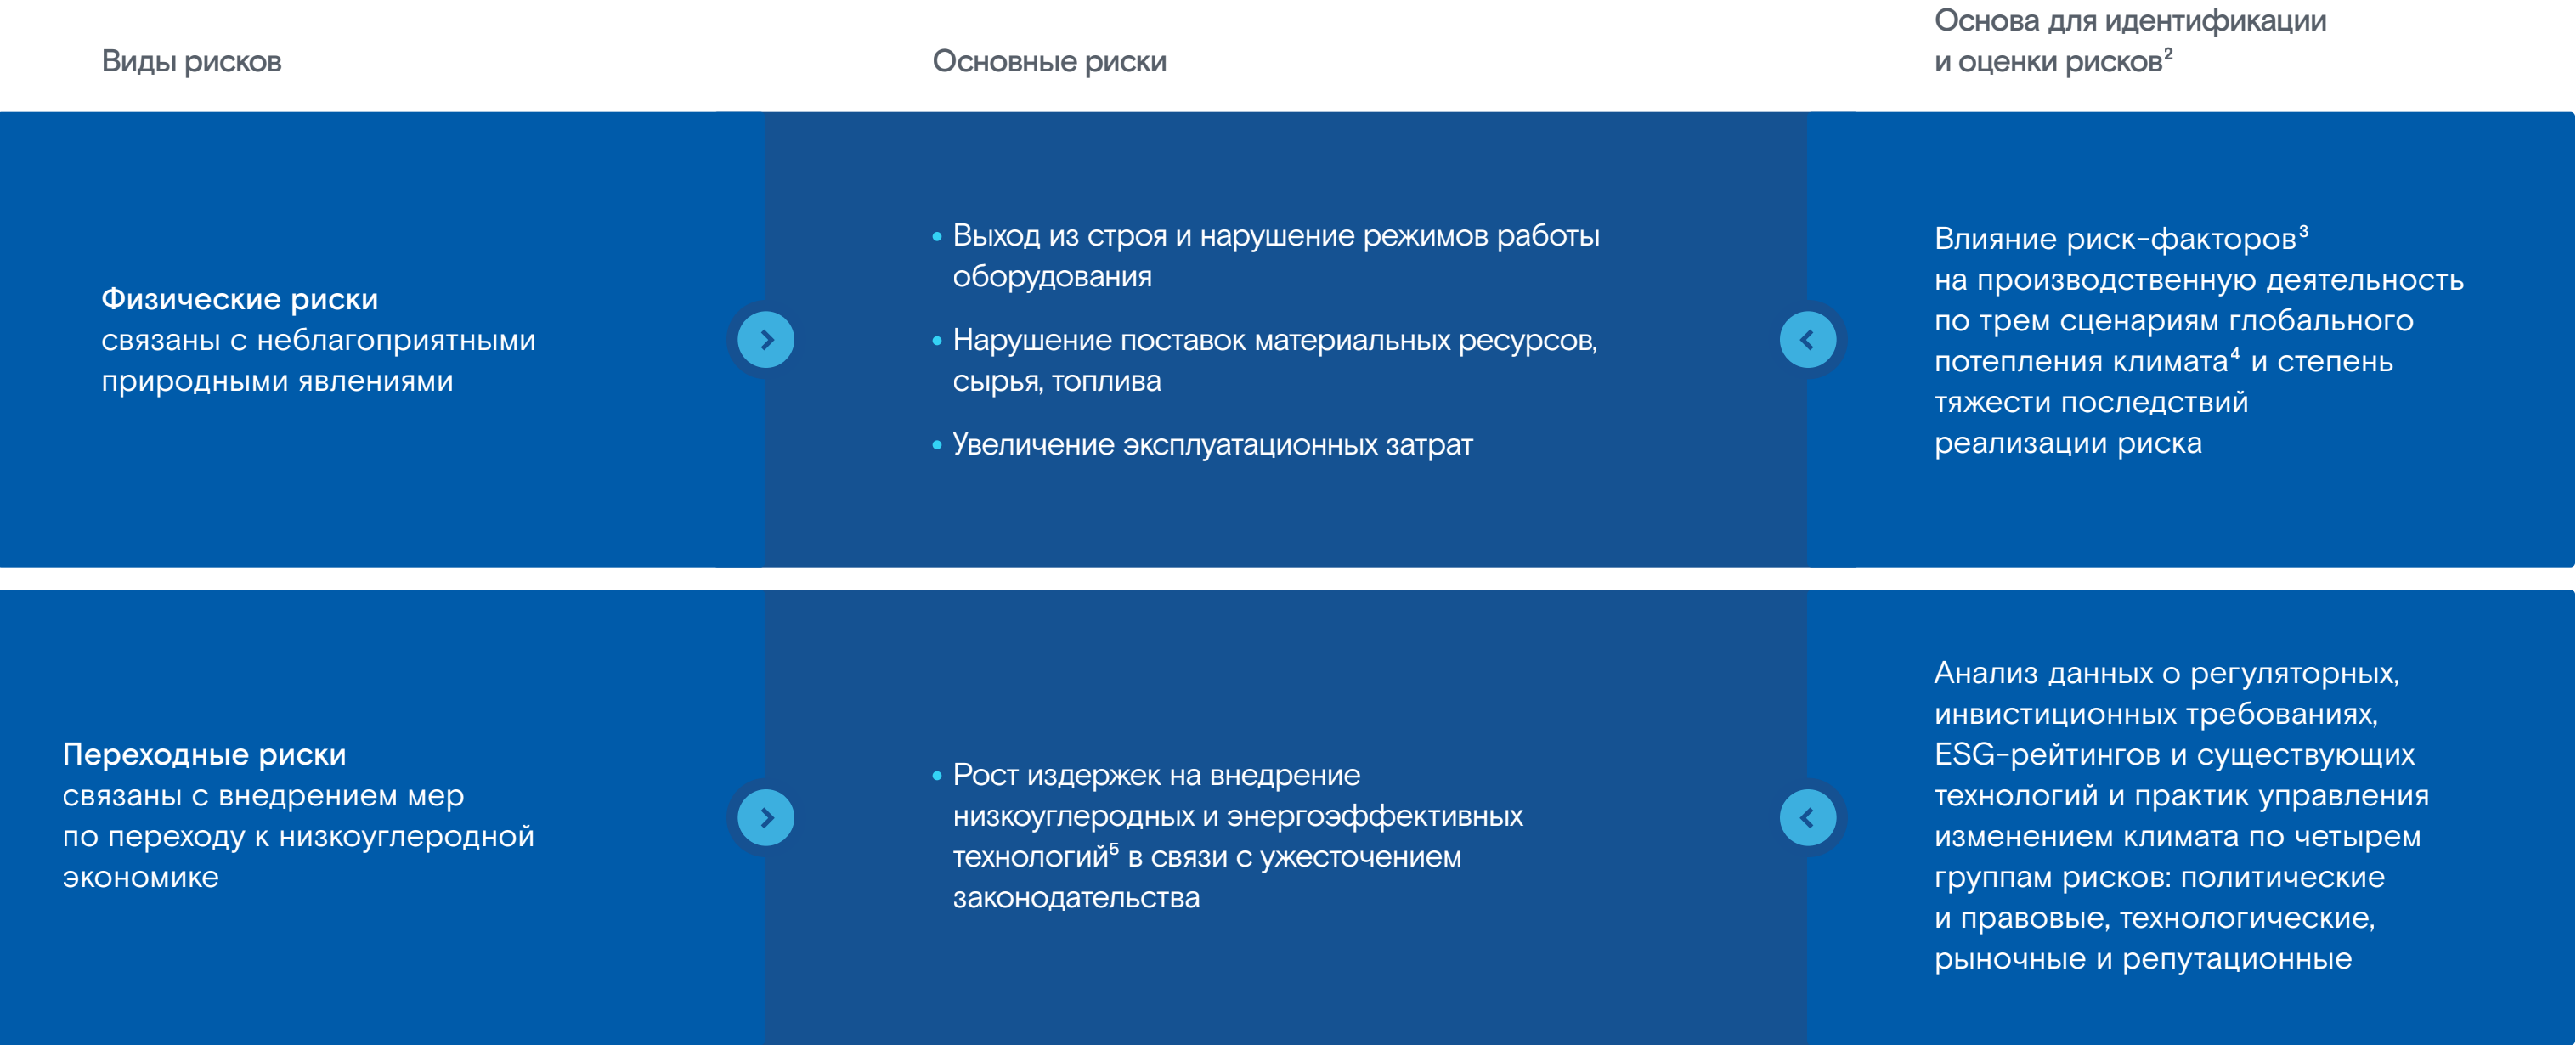 Виды рисков
Основные риски
Основа для идентификации
и оценки рисков²
Физические риски
связаны с неблагоприятными
природными явлениями
• Выход из строя и нарушение режимов работы
оборудования
• Нарушение поставок материальных ресурсов,
сырья, топлива
• Увеличение эксплуатационных затрат
Влияние риск-факторов³
на производственную деятельность
по трем сценариям глобального
потепления климата⁴ и степень
тяжести последствий
реализации риска
Переходные риски
связаны с внедрением мер
по переходу к низкоуглеродной
экономике
• Рост издержек на внедрение
низкоуглеродных и энергоэффективных
технологий⁵ в связи с ужесточением
законодательства
Анализ данных о регуляторных,
инвистиционных требованиях,
ESG-рейтингов и существующих
технологий и практик управления
изменением климата по четырем
группам рисков: политические
и правовые, технологические,
рыночные и репутационные